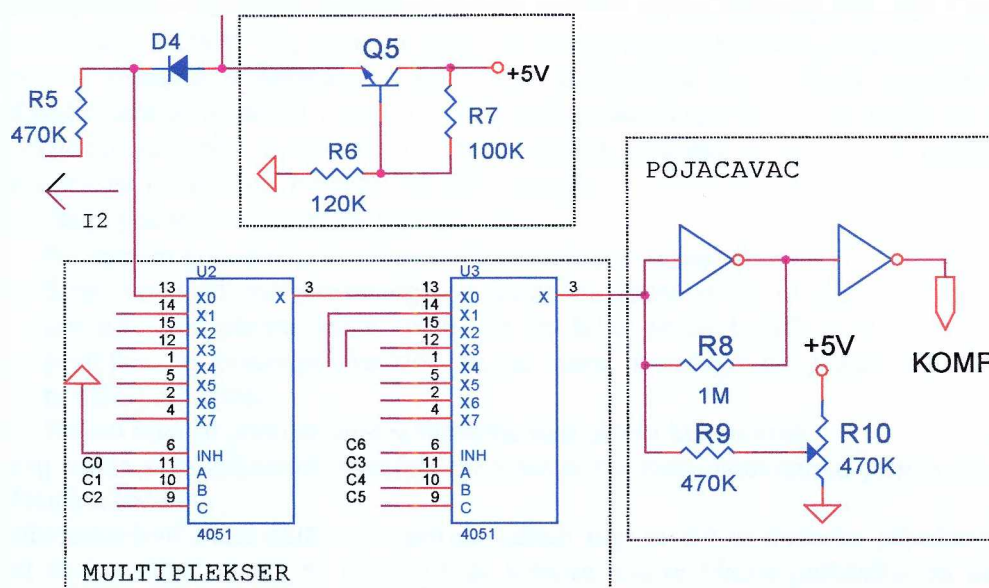 D4
Q5
+5V
R5
470K
R7
100K
R6
120K
I2
POJACAVAC
U2
U3
13 X0 X 3
14 X1
15 X2
12 X3
1 X4
5 X5
2 X6
4 X7
6 INH
C0 11 A
C1 10 B
C2 9 C
4051
13 X0 X 3
14 X1
15 X2
12 X3
1 X4
5 X5
2 X6
4 X7
C6 6 INH
C3 11 A
C4 10 B
C5 9 C
4051
MULTIPLEKSER
R8
1M
+5V
KOMP
R9
470K
R10
470K